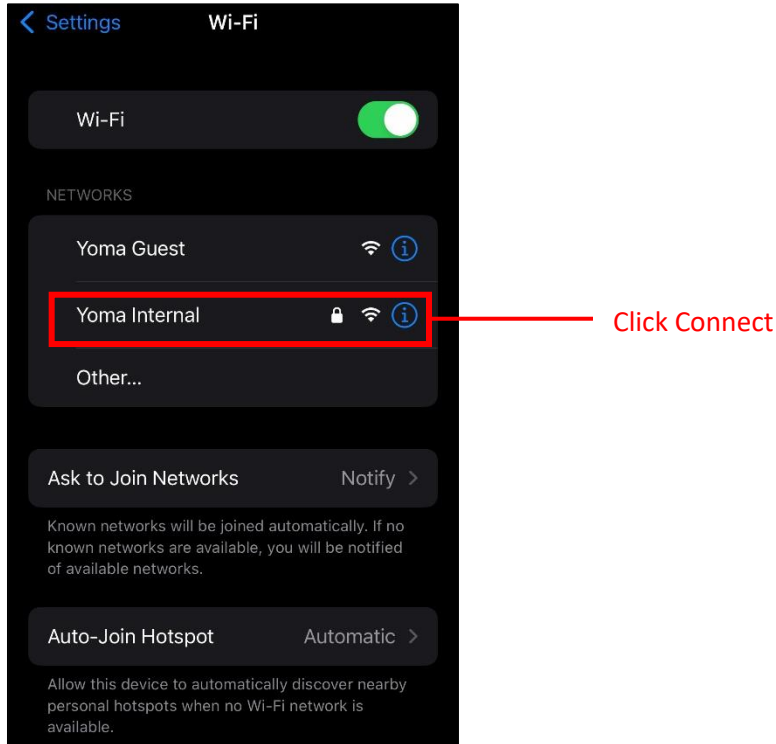 Settings
Wi-Fi
Wi-Fi
NETWORKS
Yoma Guest
Yoma Internal
Click Connect
Other...
Ask to Join Networks Notify
Known networks will be joined automatically. If no
known networks are available, you will be notified
of available networks.
Auto-Join Hotspot Automatic
Allow this device to automatically discover nearby
personal hotspots when no Wi-Fi network is
available.